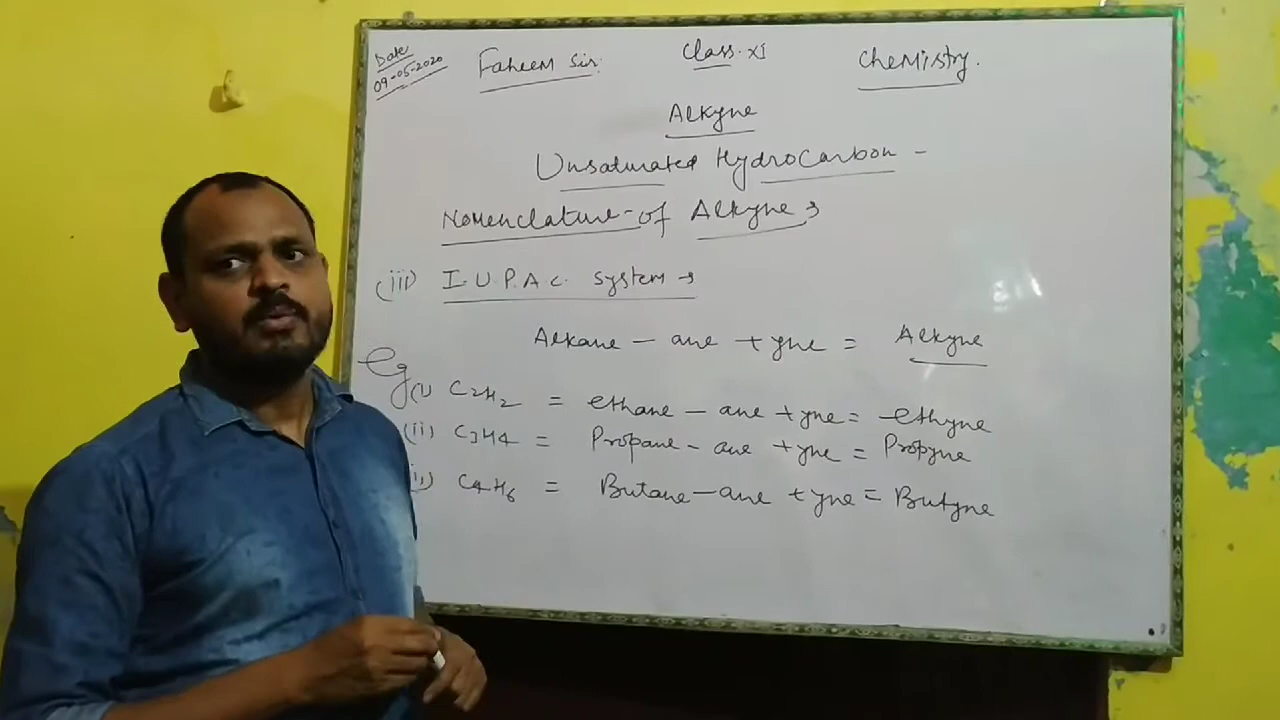 Date
09-05-2020
Faheem Sir. Class.XI Chemistry.
Alkyne
Unsaturated Hydrocarbon -
Nomenclature of Alkyne →
(iii) I.U.P.A.C. system →
Alkane - ane + yne = Alkyne
Eg (i) C2H2 = ethane - ane + yne = ethyne
(ii) C3H4 = Propane - ane + yne = Propyne
C4H6 = Butane - ane + yne = Butyne